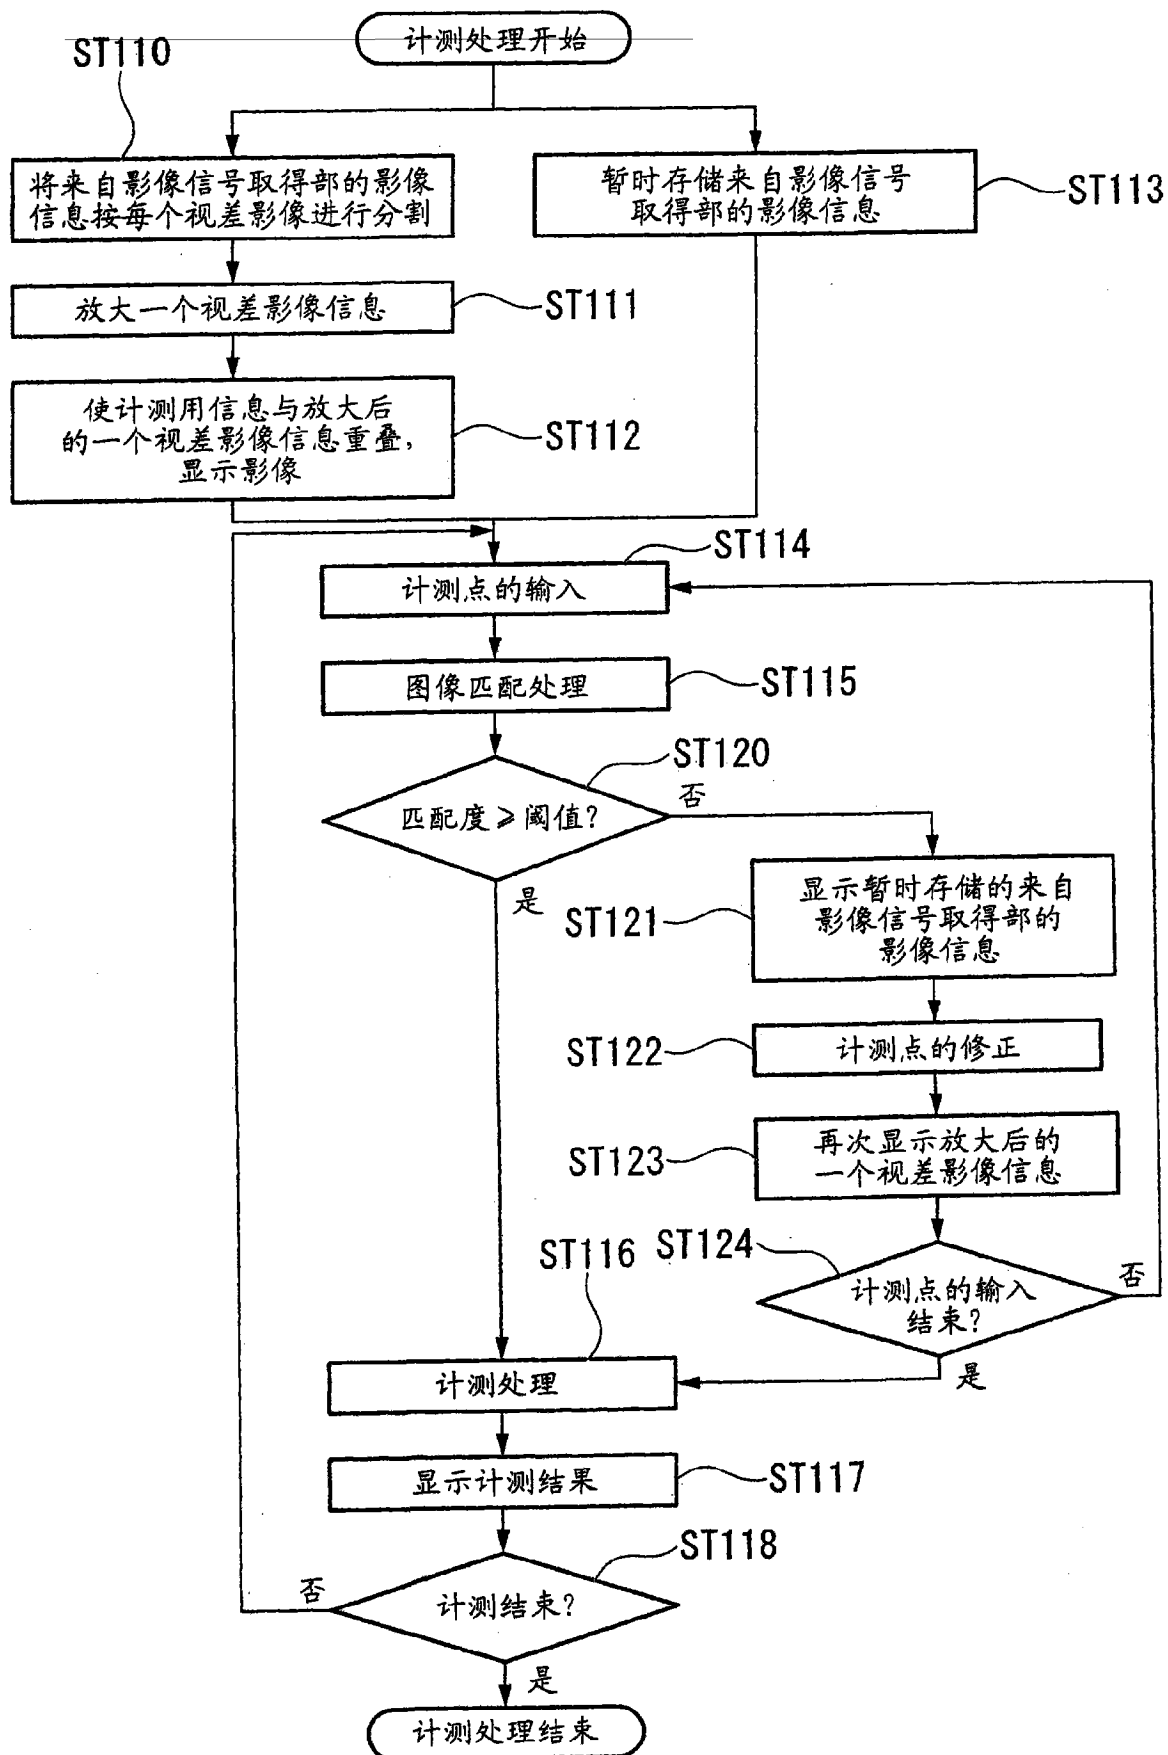 计测处理开始
ST110
将来自影像信号取得部的影像
信息按每个视差影像进行分割
暂时存储来自影像信号
取得部的影像信息
ST113
放大一个视差影像信息
ST111
使计测用信息与放大后
的一个视差影像信息重叠,
显示影像
ST112
ST114
计测点的输入
图像匹配处理
ST115
ST120
匹配度≥阈值?
否
是
显示暂时存储的来自
影像信号取得部的
影像信息
ST121
计测点的修正
ST122
再次显示放大后的
一个视差影像信息
ST123
ST124
计测点的输入
结束?
否
是
ST116
计测处理
显示计测结果
ST117
ST118
计测结束?
否
是
计测处理结束